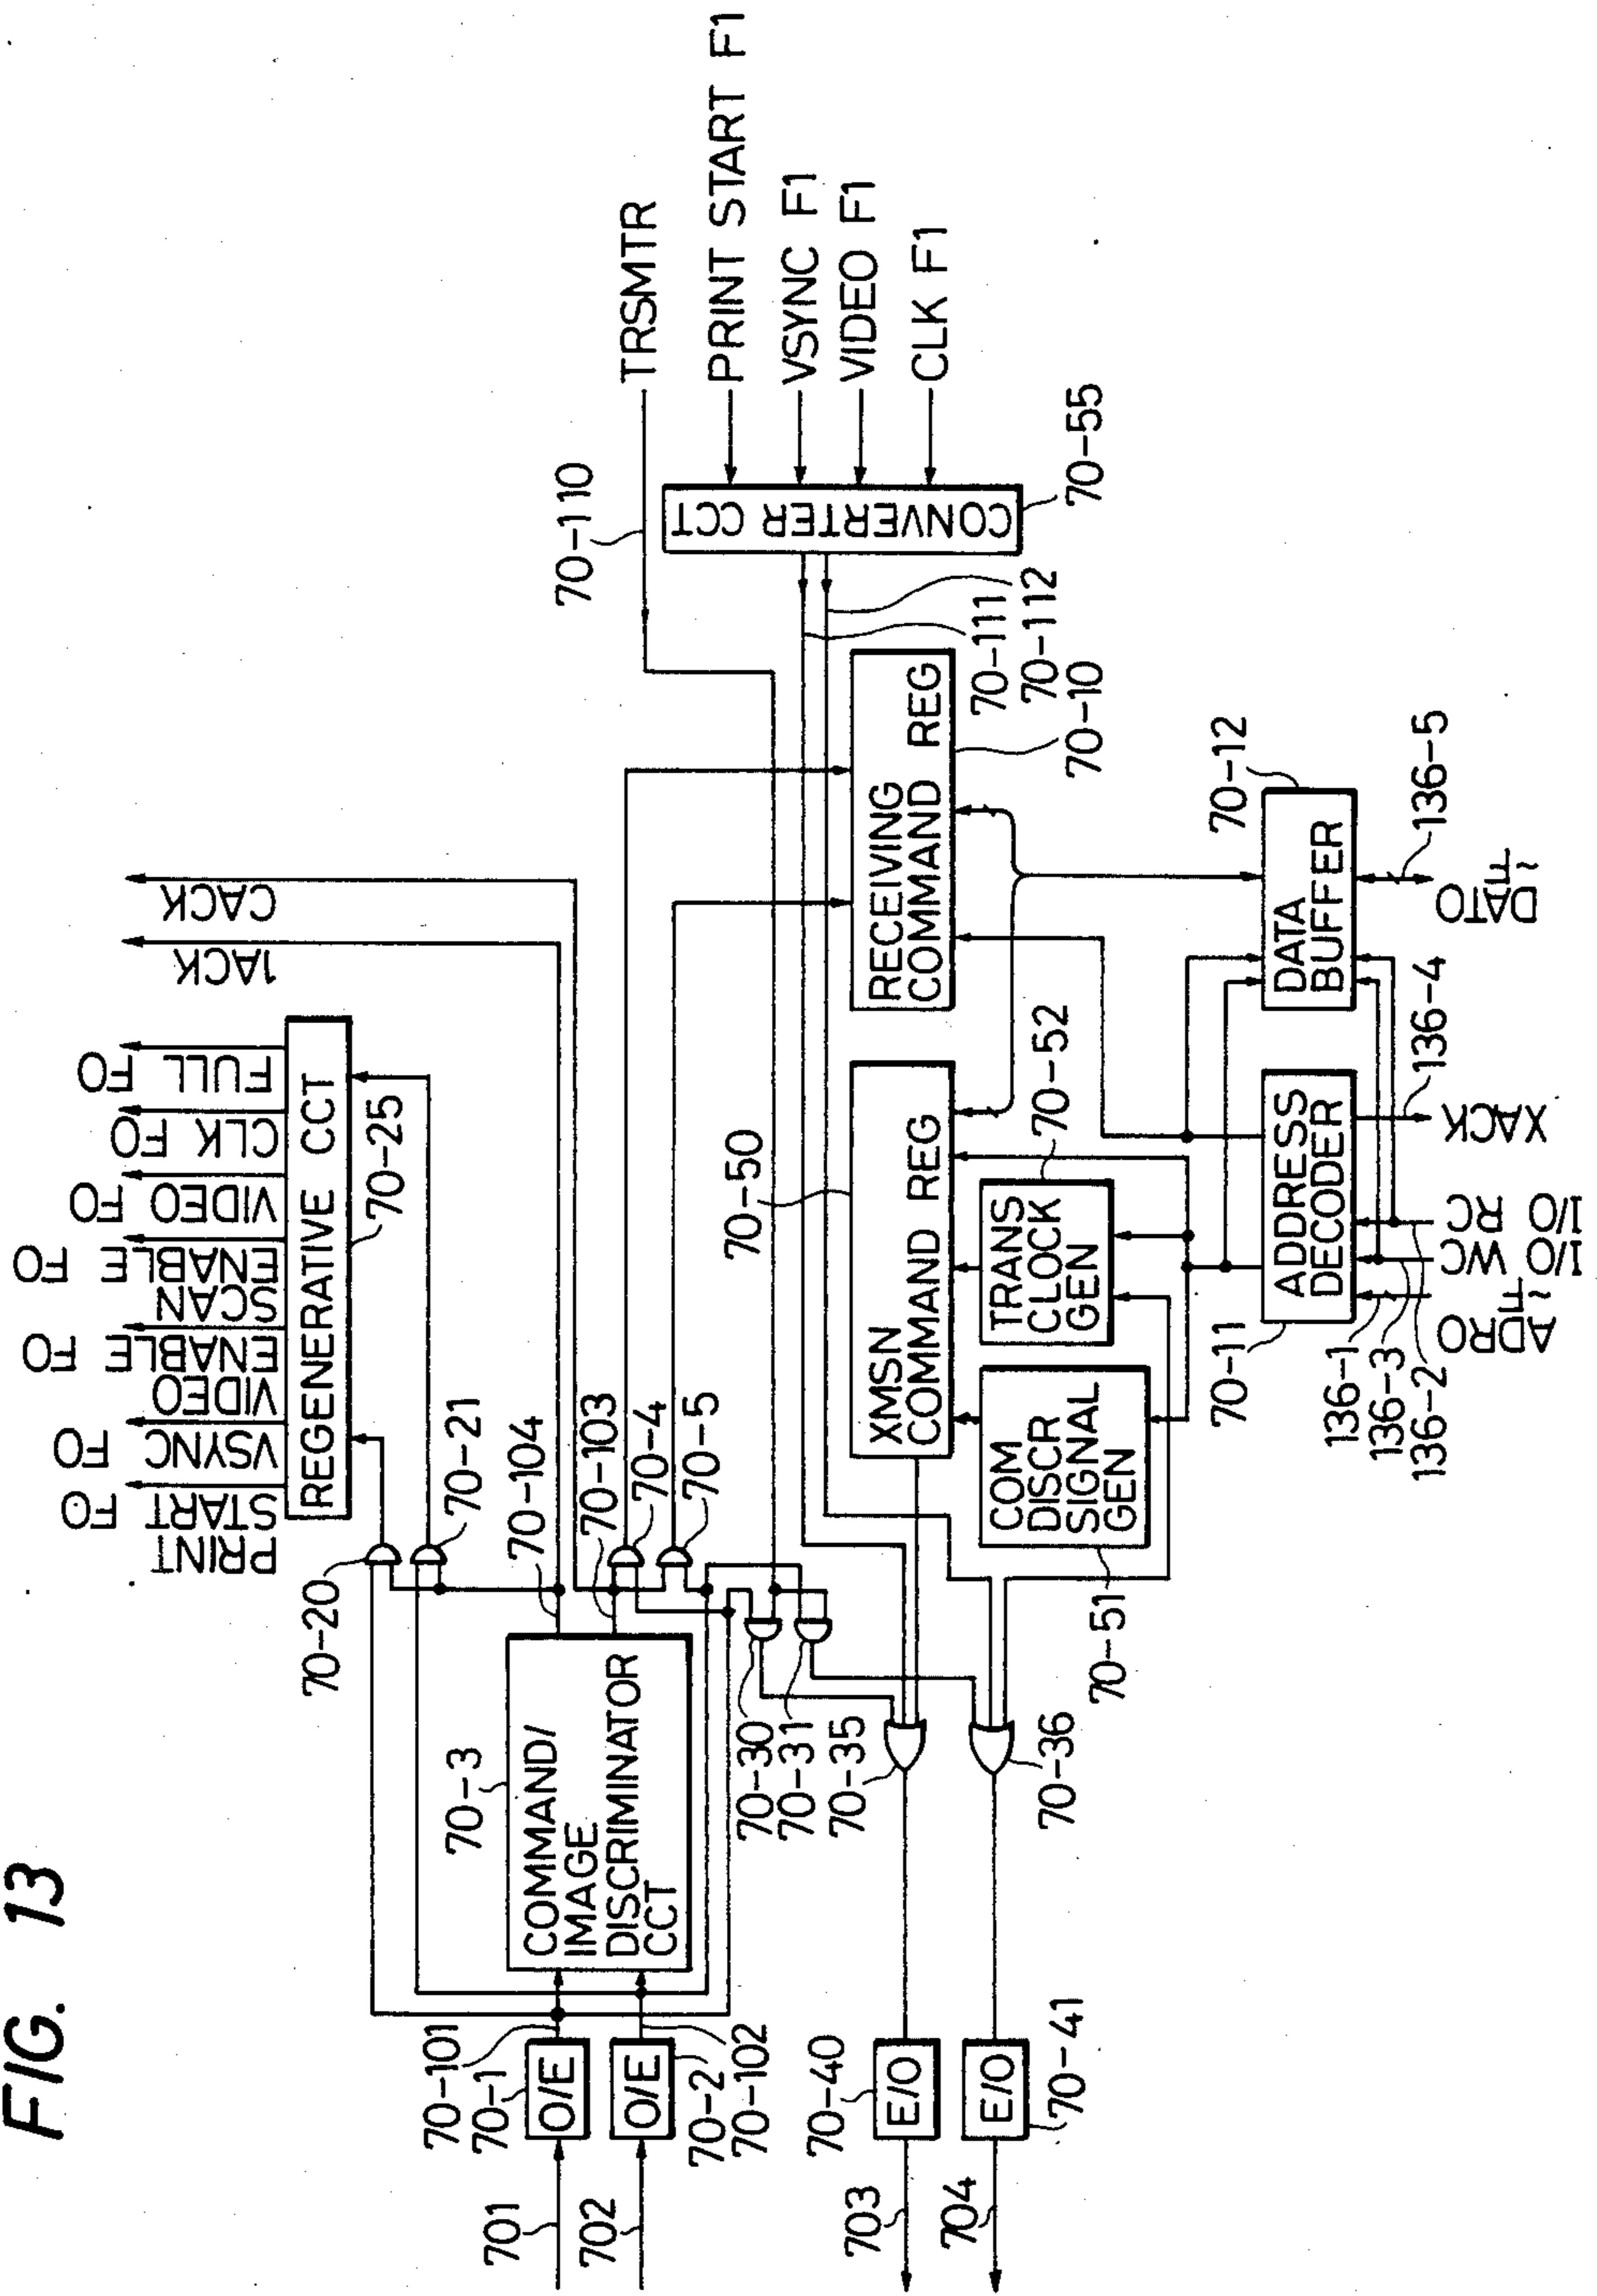 FIG. 13
701
702
703
704
70-101
70-1
O/E
O/E
70-2
70-102
70-40
E/O
E/O
70-41
70-3
COMMAND/
IMAGE
DISCRIMINATOR
CCT
70-104
70-103
70-4
70-5
70-20
70-21
70-30
70-31
70-35
70-36
REGENERATIVE CCT
70-25
PRINT
START FO
VSYNC FO
VIDEO
ENABLE FO
SCAN
ENABLE FO
VIDEO FO
CLK FO
FULL FO
1ACK
CACK
70-50
XMSN
COMMAND REG
COM
DISCR
SIGNAL
GEN
70-51
TRANS
CLOCK
GEN
70-52
RECEIVING
COMMAND REG
70-10
70-111
70-112
70-110
TRSMTR
PRINT START F1
VSYNC F1
VIDEO F1
CLK F1
CONVERTER CCT
70-55
70-11
ADDRESS
DECODER
70-12
DATA
BUFFER
136-1
136-3
136-2
136-4
136-5
ADRO
~
T
I/O WC
I/O RC
XACK
DATO
~
T